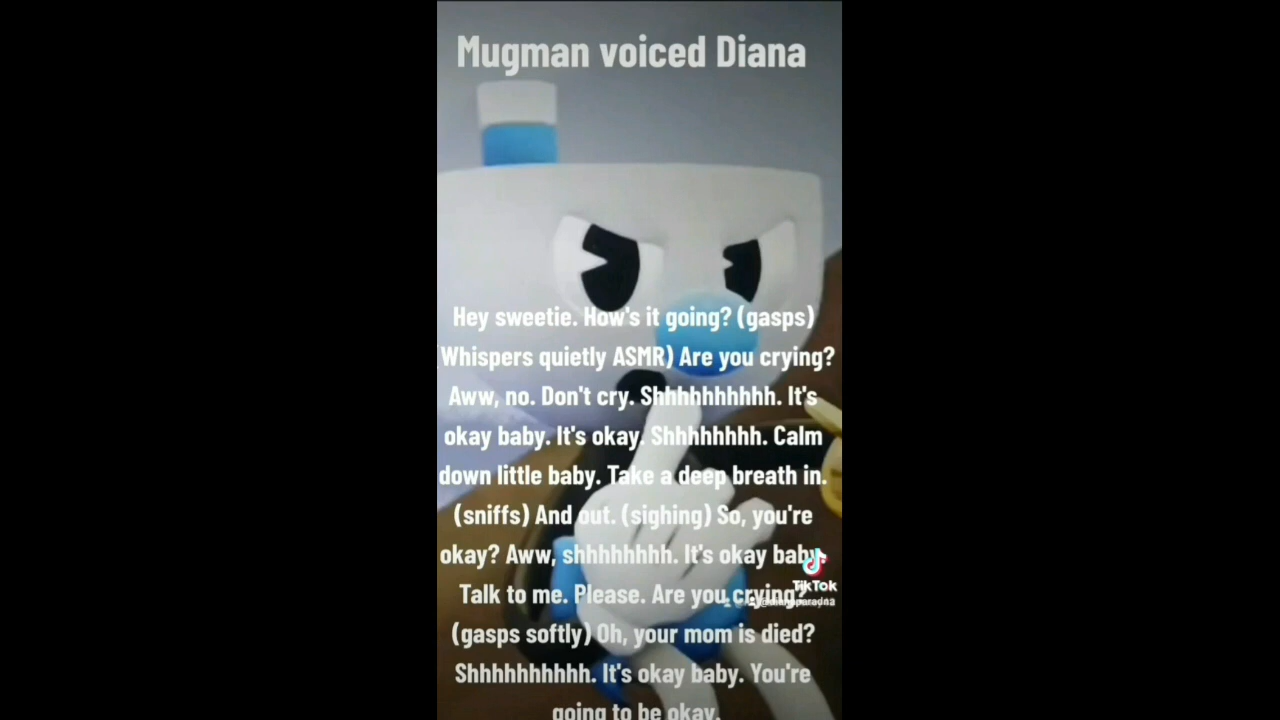 Mugman voiced Diana
Hey sweetie. How's it going? (gasps)
(Whispers quietly ASMR) Are you crying?
Aww, no. Don't cry. Shhhhhhhhhh. It's
okay baby. It's okay. Shhhhhhhh. Calm
down little baby. Take a deep breath in.
(sniffs) And out. (sighing) So, you're
okay? Aww, shhhhhhhh. It's okay baby.
Talk to me. Please. Are you crying?
(gasps softly) Oh, your mom is died?
Shhhhhhhhhh. It's okay baby. You're
going to be okay.
TikTok